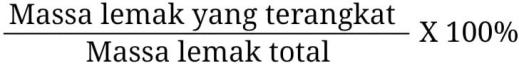 Massa lemak yang terangkat
Massa lemak total
X 100%